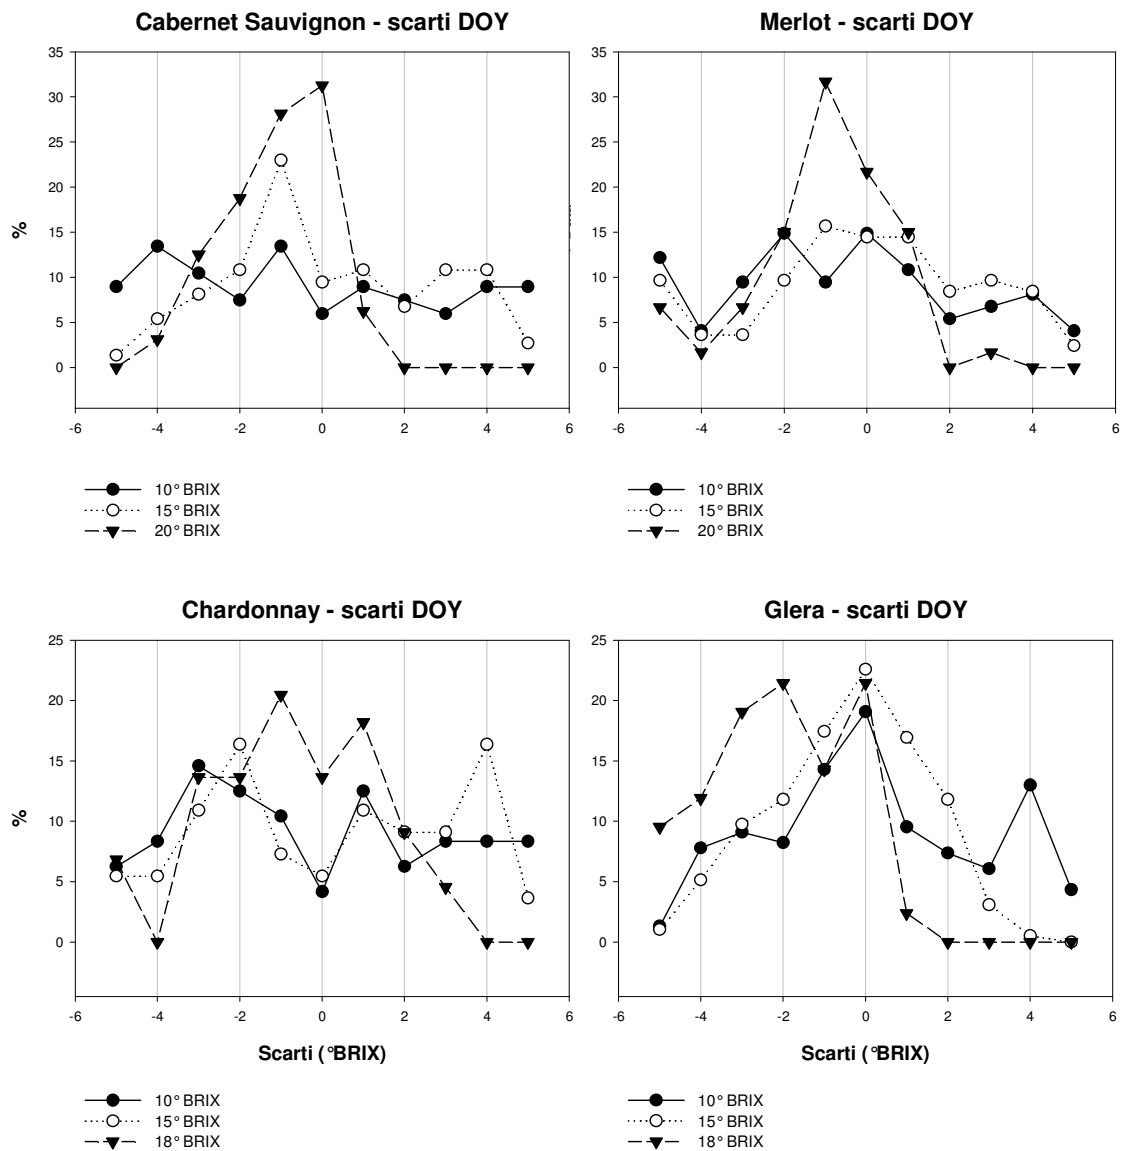 Cabernet Sauvignon - scarti DOY
%
35
30
25
20
15
10
5
0
-6 -4 -2 0 2 4 6
10° BRIX
15° BRIX
20° BRIX
Merlot - scarti DOY
35
30
25
20
15
10
5
0
-6 -4 -2 0 2 4 6
10° BRIX
15° BRIX
20° BRIX
Chardonnay - scarti DOY
%
25
20
15
10
5
0
-6 -4 -2 0 2 4 6
Scarti (°BRIX)
10° BRIX
15° BRIX
18° BRIX
Glera - scarti DOY
25
20
15
10
5
0
-6 -4 -2 0 2 4 6
Scarti (°BRIX)
10° BRIX
15° BRIX
18° BRIX